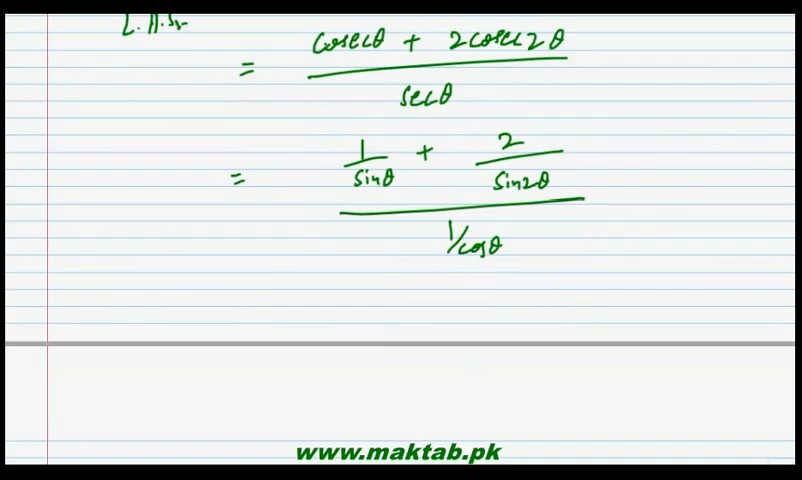 L.H.S
= cosecθ + 2cosec2θ / secθ
= 1/sinθ + 2/sin2θ / 1/cosθ
www.maktab.pk